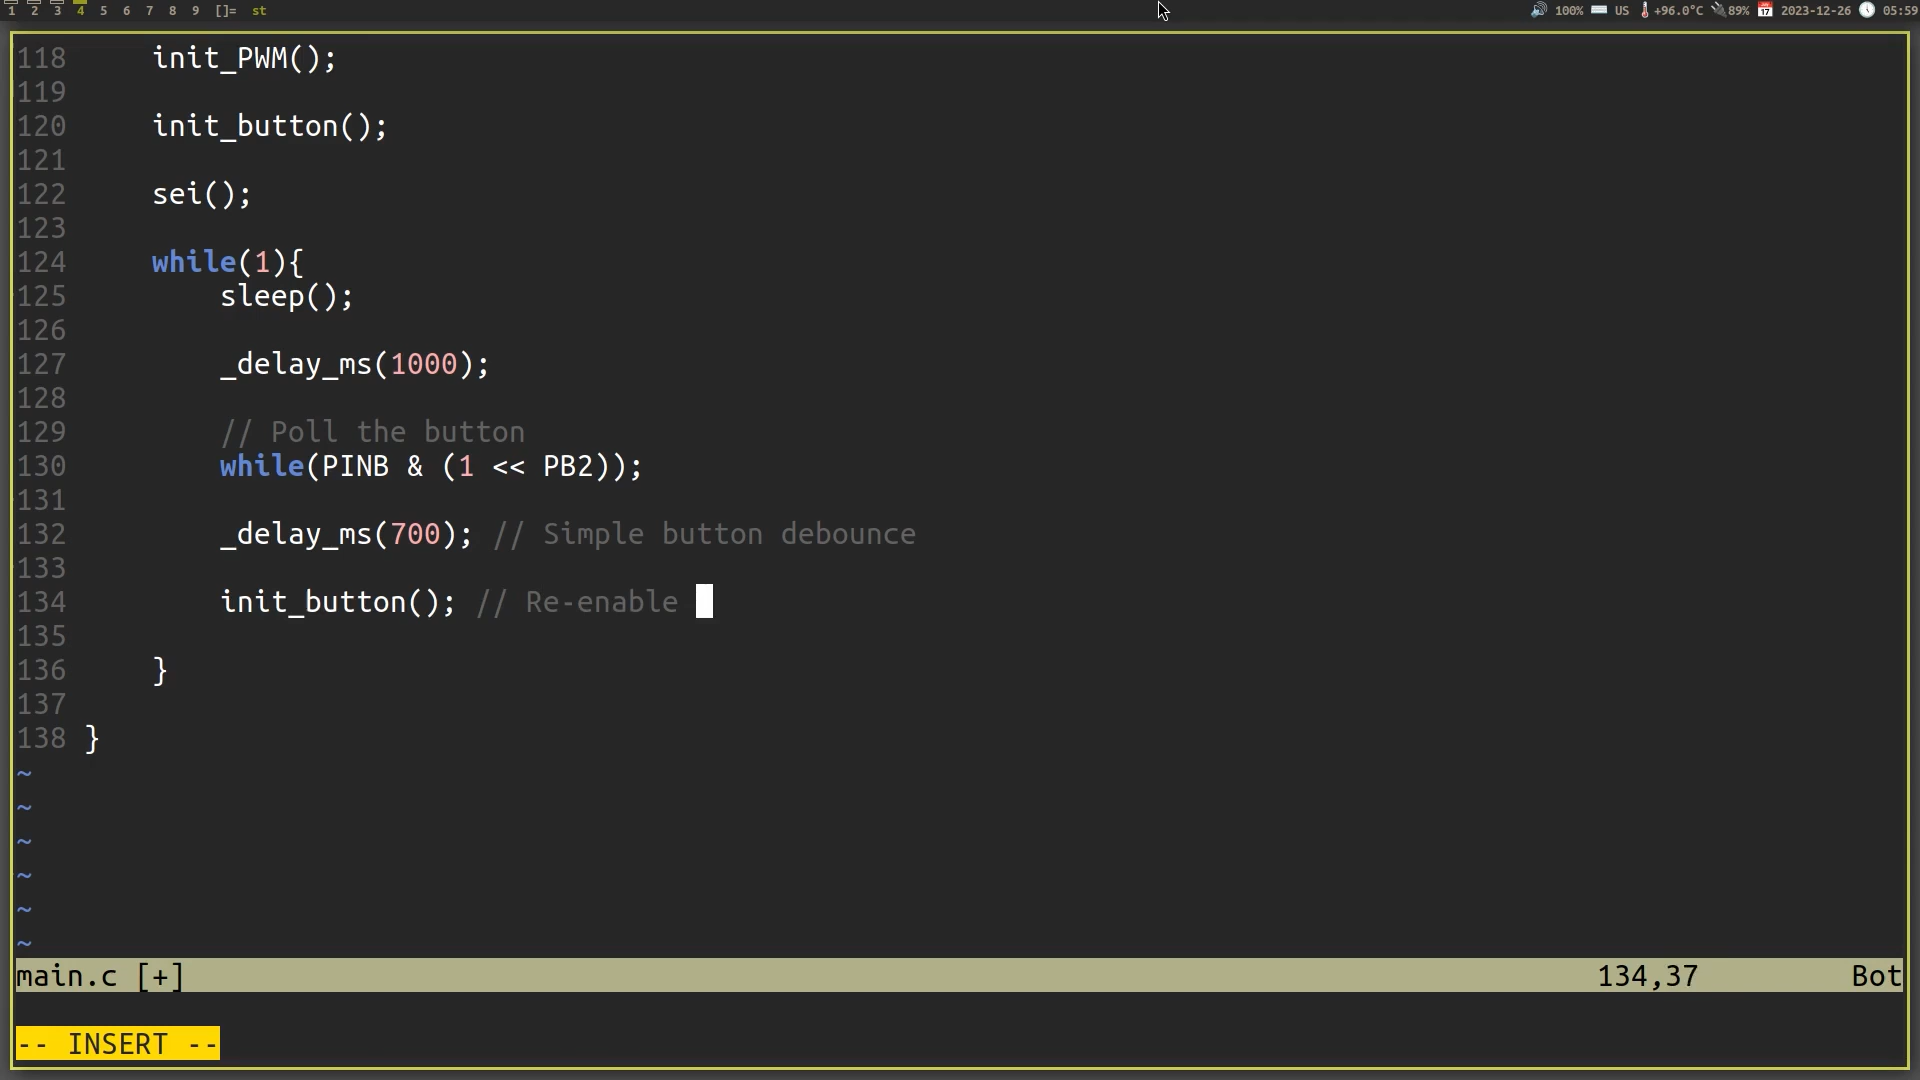 1 2 3 4 5 6 7 8 9 []= st 100% US +96.0°C 89% 2023-12-26 05:59
118 init_PWM();
119
120 init_button();
121
122 sei();
123
124 while(1){
125 sleep();
126
127 _delay_ms(1000);
128
129 // Poll the button
130 while(PINB & (1 << PB2));
131
132 _delay_ms(700); // Simple button debounce
133
134 init_button(); // Re-enable
135
136 }
137
138 }
~
~
~
~
~
~
main.c [+] 134,37 Bot
-- INSERT --